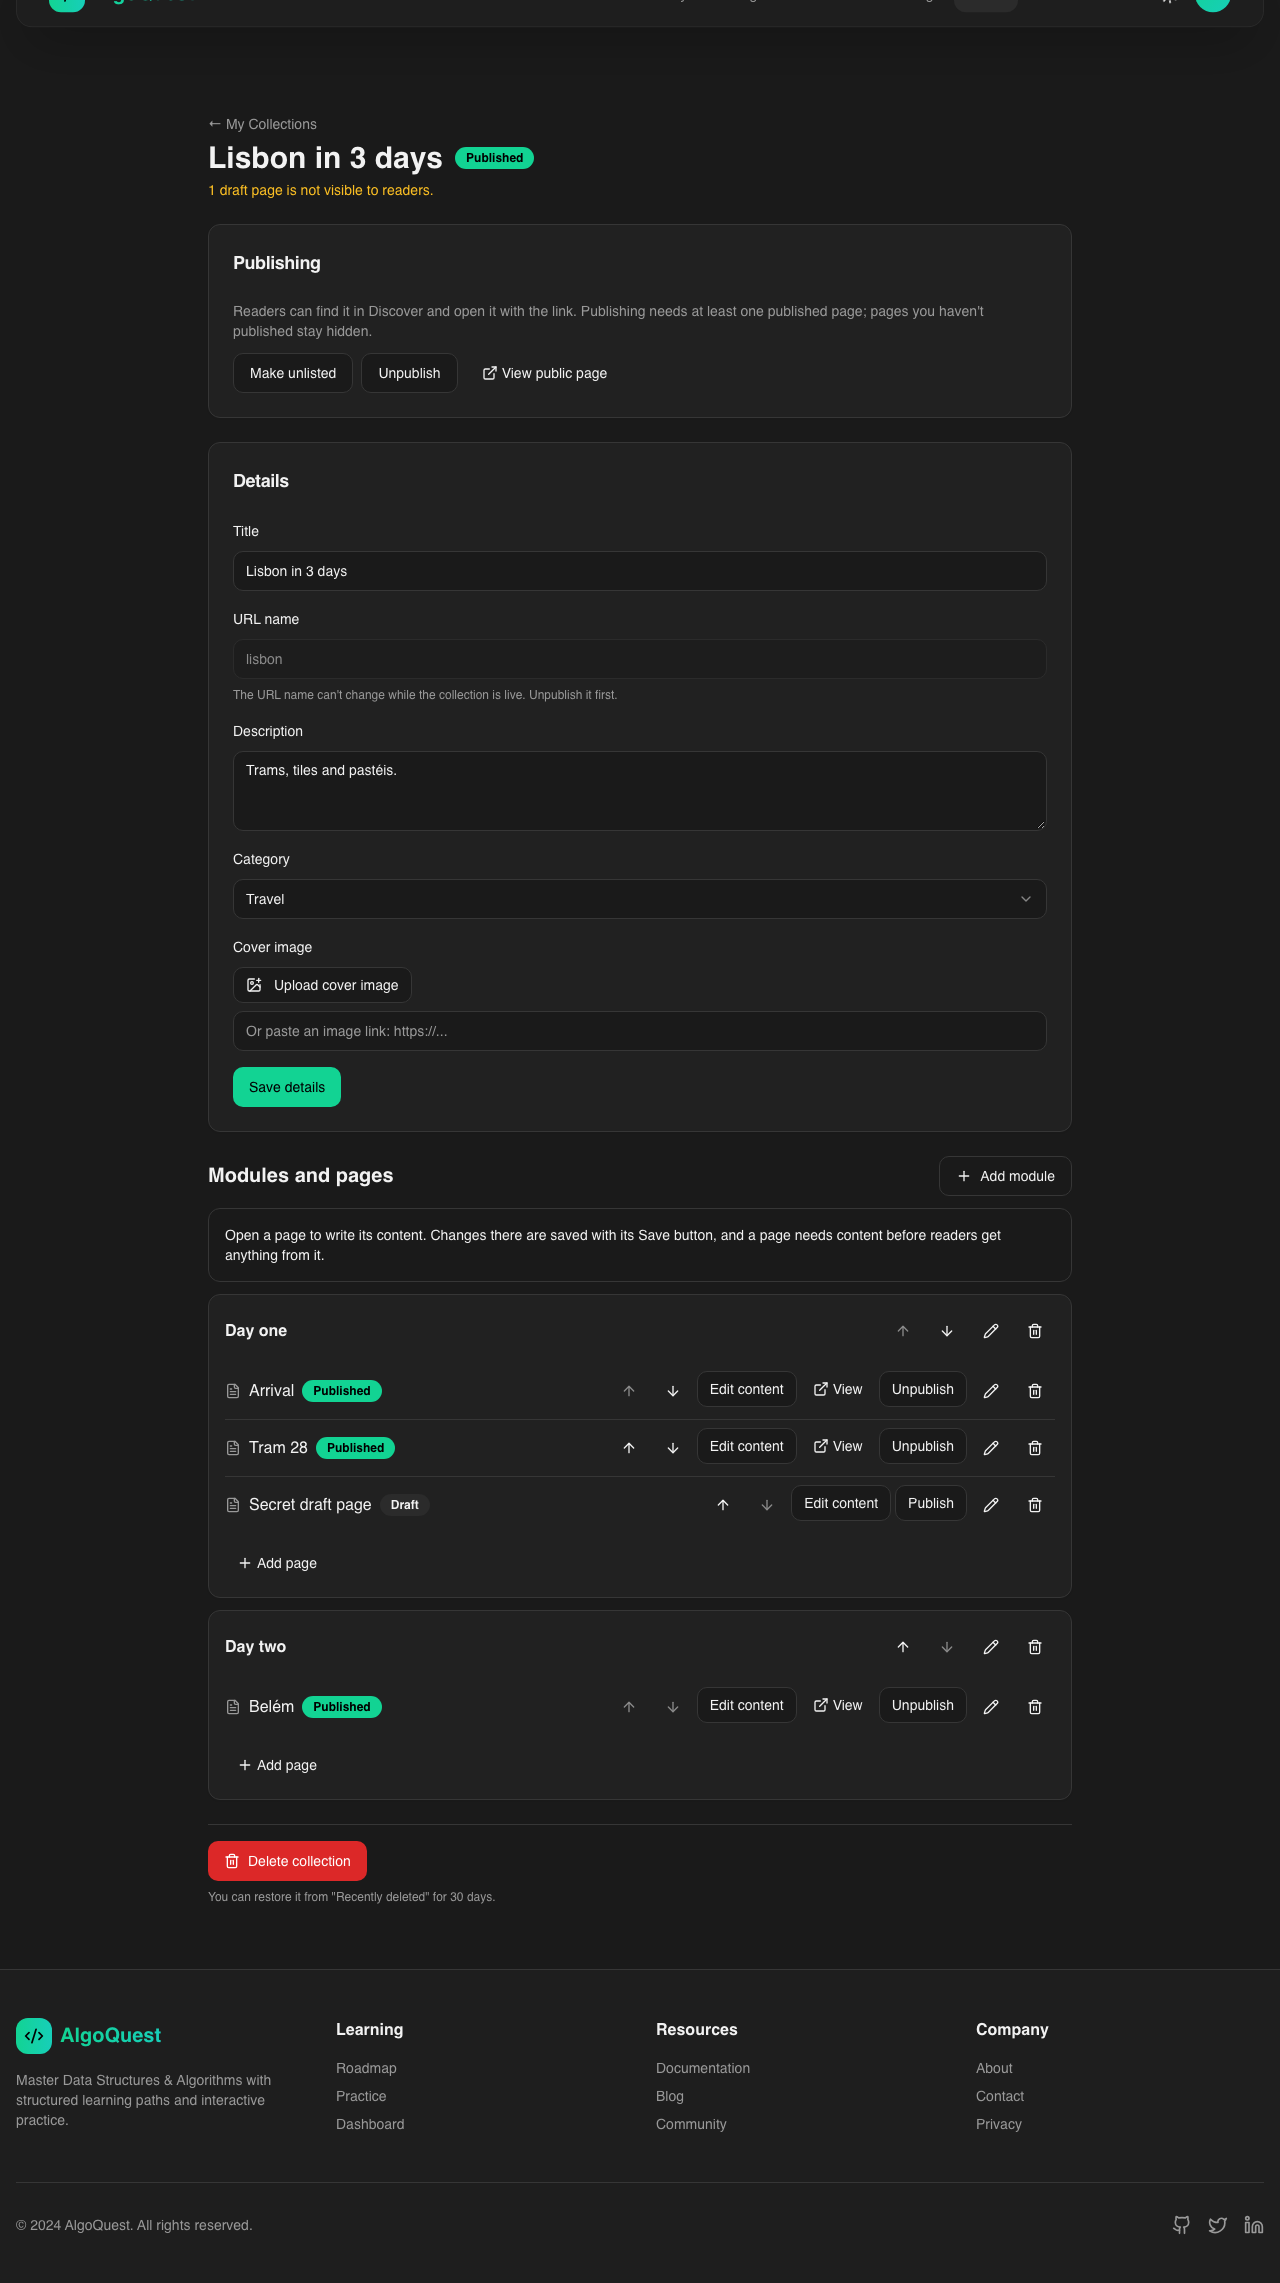 ← My Collections
Lisbon in 3 days Published
1 draft page is not visible to readers.
Publishing
Readers can find it in Discover and open it with the link. Publishing needs at least one published page; pages you haven't
published stay hidden.
Make unlisted Unpublish View public page
Details
Title
Lisbon in 3 days
URL name
lisbon
The URL name can't change while the collection is live. Unpublish it first.
Description
Trams, tiles and pastéis.
Category
Travel
Cover image
Upload cover image
Or paste an image link: https://...
Save details
Modules and pages Add module
Open a page to write its content. Changes there are saved with its Save button, and a page needs content before readers get
anything from it.
Day one
Arrival Published Edit content View Unpublish
Tram 28 Published Edit content View Unpublish
Secret draft page Draft Edit content Publish
Add page
Day two
Belém Published Edit content View Unpublish
Add page
Delete collection
You can restore it from "Recently deleted" for 30 days.
AlgoQuest Learning Resources Company
Master Data Structures & Algorithms with
structured learning paths and interactive
practice.
Roadmap Documentation About
Practice Blog Contact
Dashboard Community Privacy
© 2024 AlgoQuest. All rights reserved.